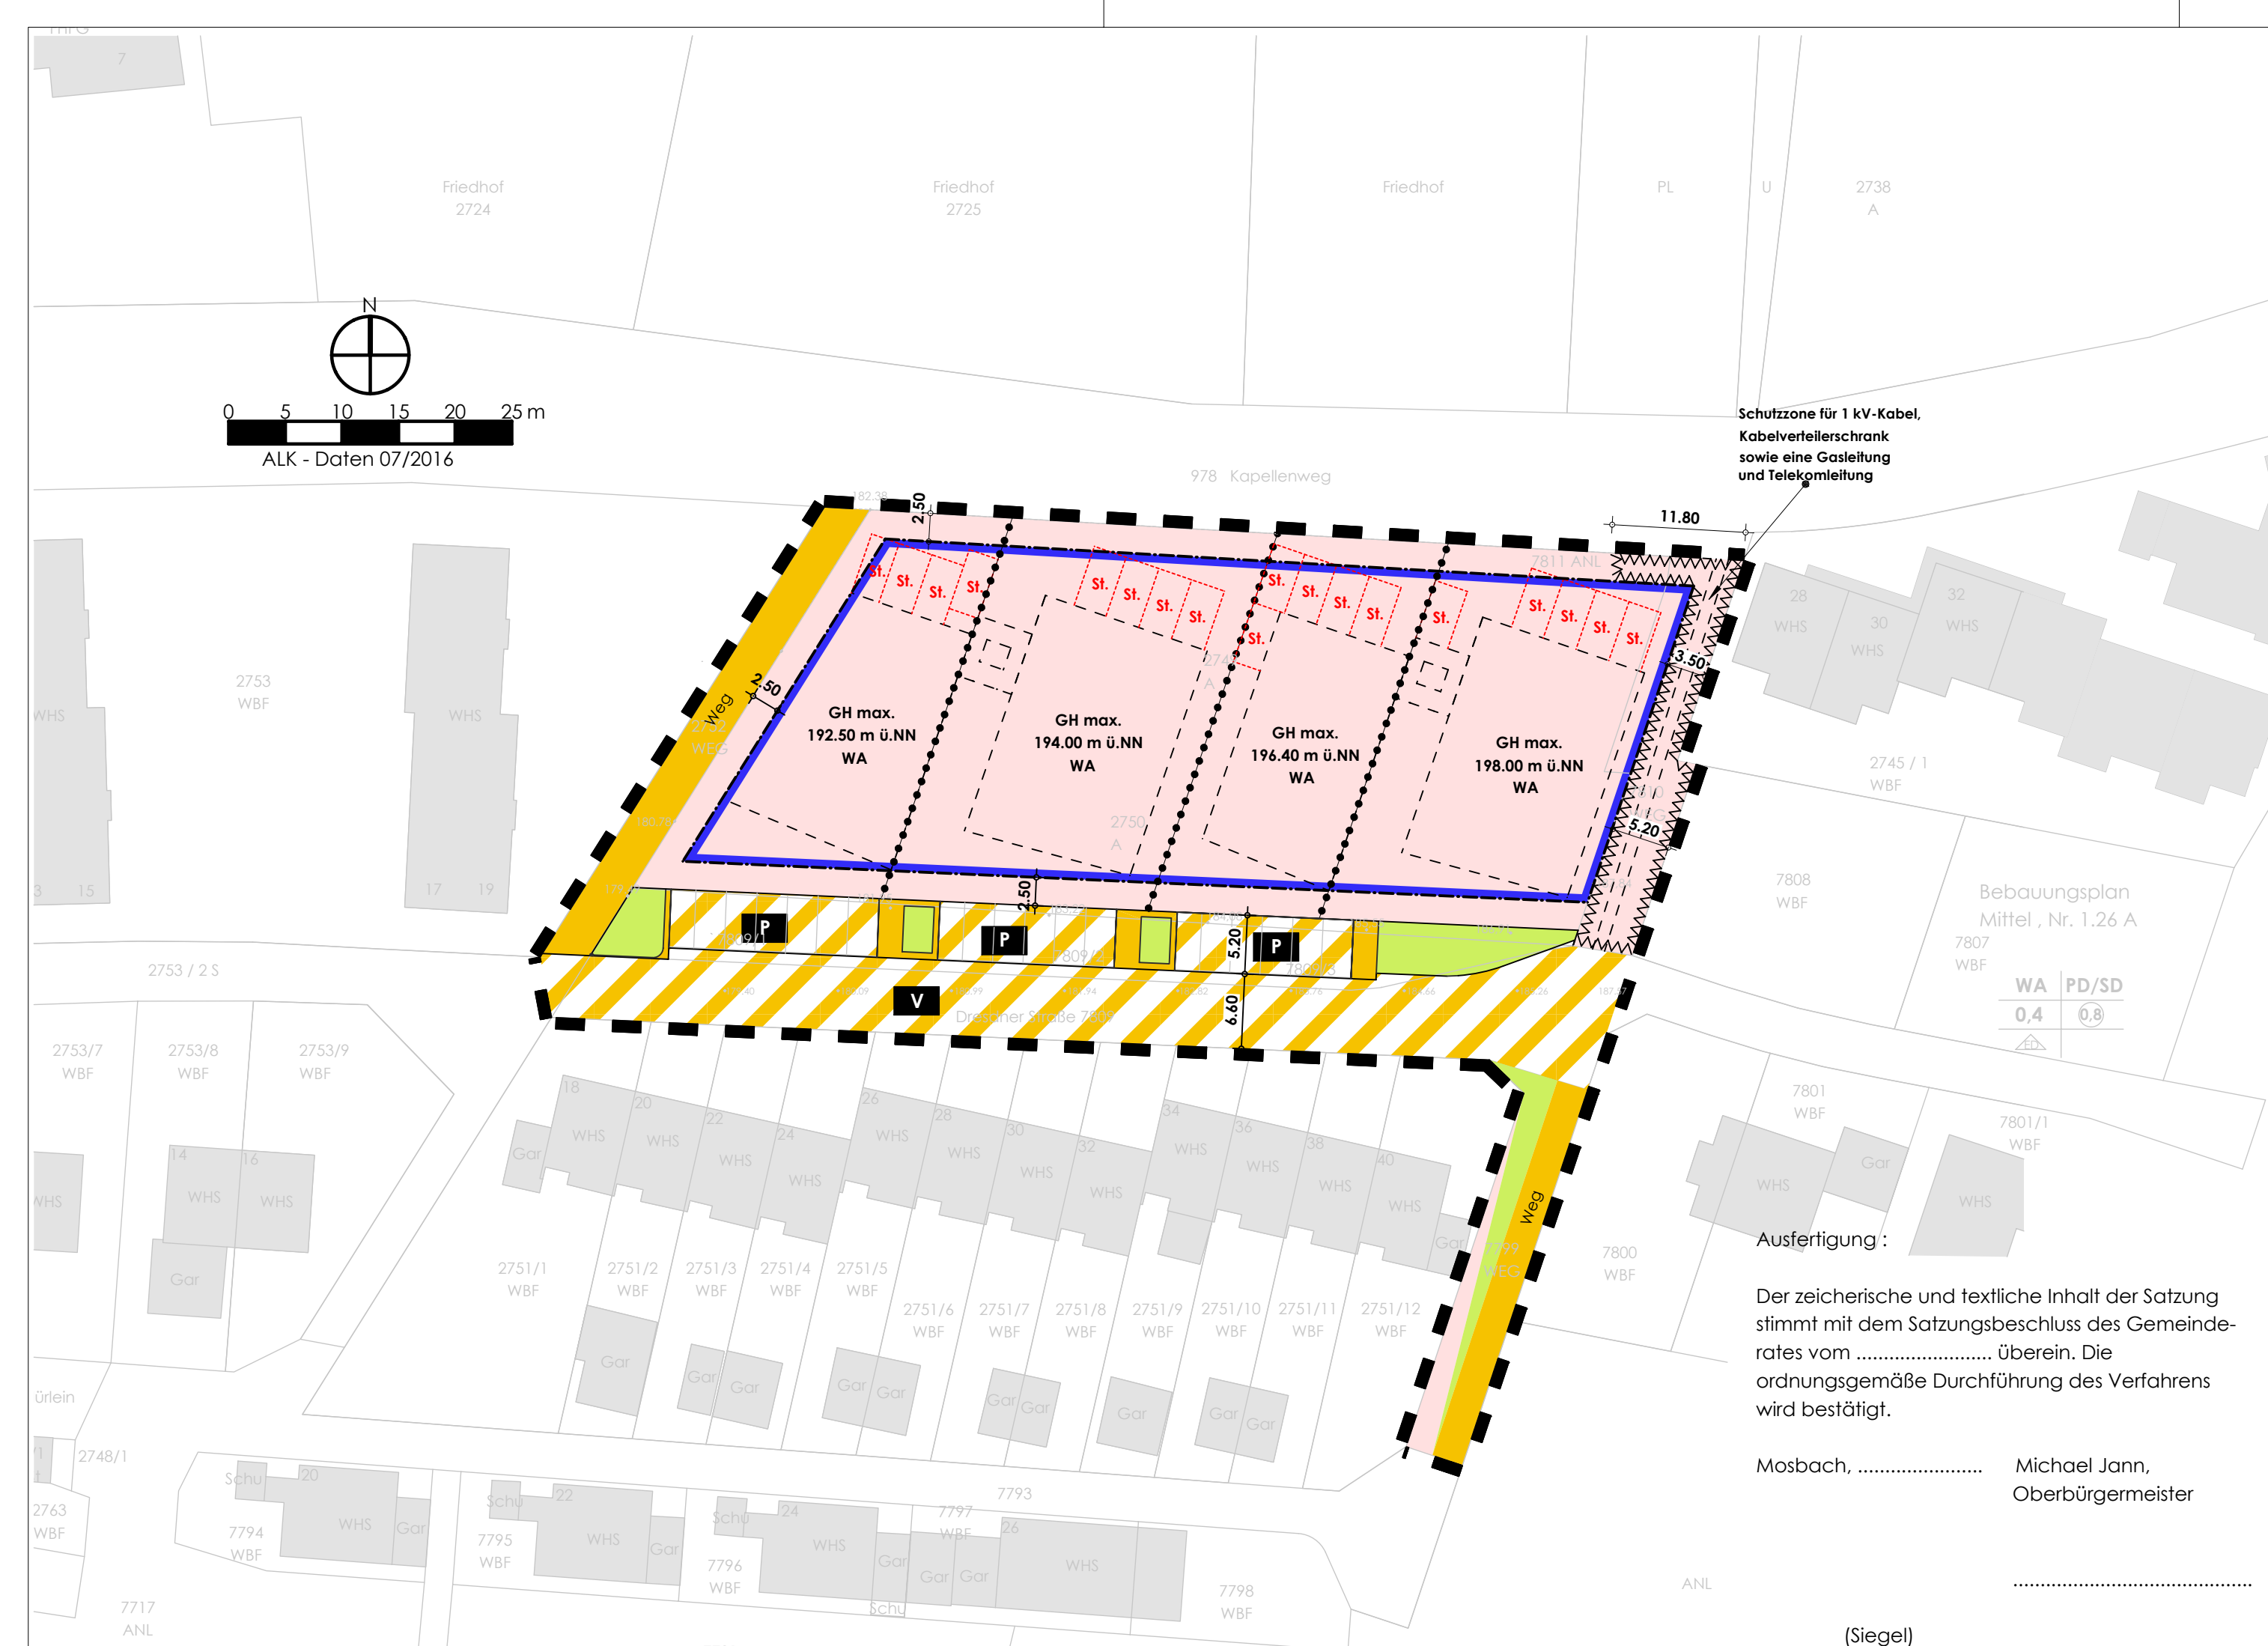 7
Friedhof
2724
Friedhof
2725
Friedhof
PL
U
2738
A
N
0 5 10 15 20 25 m
ALK - Daten 07/2016
Schutzzone für 1 kV-Kabel,
Kabelverteilerschrank
sowie eine Gasleitung
und Telekomleitung
978 Kapellenweg
182.38
2.50
11.80
7811 ANL
St. St. St. St.
St. St. St. St.
St. St. St. St.
St.
St.
St. St. St. St.
3.50
2.50
Weg
WEG
GH max.
192.50 m ü.NN
WA
GH max.
194.00 m ü.NN
WA
GH max.
196.40 m ü.NN
WA
GH max.
198.00 m ü.NN
WA
A
2750
A
180.78
5.20
2.50
P
P
P
5.20
V
6.60
2753
WBF
WHS
WHS
15
17 19
28
WHS
30
WHS
32
WHS
2745 / 1
WBF
7808
WBF
Bebauungsplan
Mittel , Nr. 1.26 A
7807
WBF
WA PD/SD
0,4 0,8
ED
2753 / 2 S
2753/7
WBF
2753/8
WBF
2753/9
WBF
14
WHS
16
WHS
WHS
Gar
18
WHS
20
WHS
22
WHS
24
WHS
26
WHS
28
WHS
30
WHS
32
WHS
34
WHS
36
WHS
38
WHS
40
WHS
Gar
Gar
Weg
7799
WEG
7800
WBF
7801
WBF
7801/1
WBF
WHS
Gar
WHS
2751/1
WBF
2751/2
WBF
2751/3
WBF
2751/4
WBF
2751/5
WBF
2751/6
WBF
2751/7
WBF
2751/8
WBF
2751/9
WBF
2751/10
WBF
2751/11
WBF
2751/12
WBF
Gar
Gar
Gar
Gar
Gar
Gar
Gar
Gar
Gar
Gar
Ausfertigung :
Der zeicherische und textliche Inhalt der Satzung
stimmt mit dem Satzungsbeschluss des Gemeinde-
rates vom ......................... überein. Die
ordnungsgemäße Durchführung des Verfahrens
wird bestätigt.
Mosbach, ....................... Michael Jann,
Oberbürgermeister
............................................
(Siegel)
ürlein
2748/1
2763
WBF
Schu
20
WHS
Gar
7794
WBF
Schu
22
WHS
Gar
7795
WBF
Schu
24
WHS
Gar
7796
WBF
Schu
7793
7797
WBF
26
WHS
Gar
Gar
7798
WBF
7717
ANL
ANL